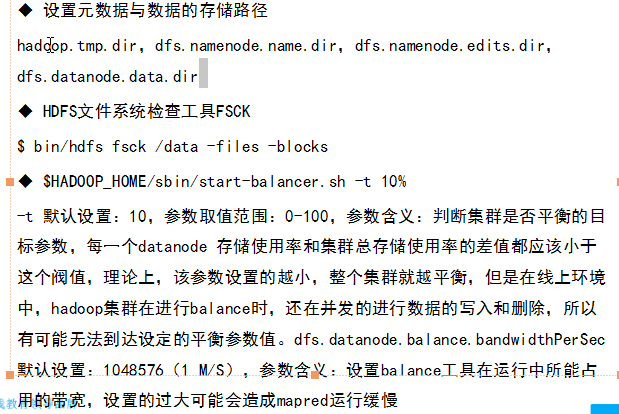 ◆ 设置元数据与数据的存储路径
hadoop.tmp.dir，dfs.namenode.name.dir，dfs.namenode.edits.dir，
dfs.datanode.data.dir
◆ HDFS文件系统检查工具FSCK
$ bin/hdfs fsck /data -files -blocks
◆ $HADOOP_HOME/sbin/start-balancer.sh -t 10%
-t 默认设置：10，参数取值范围：0-100，参数含义：判断集群是否平衡的目
标参数，每一个datanode 存储使用率和集群总存储使用率的差值都应该小于
这个阀值，理论上，该参数设置的越小，整个集群就越平衡，但是在线上环境
中，hadoop集群在进行balance时，还在并发的进行数据的写入和删除，所以
有可能无法到达设定的平衡参数值。dfs.datanode.balance.bandwidthPerSec
默认设置：1048576（1 M/S），参数含义：设置balance工具在运行中所能占
用的带宽，设置的过大可能会造成mapred运行缓慢